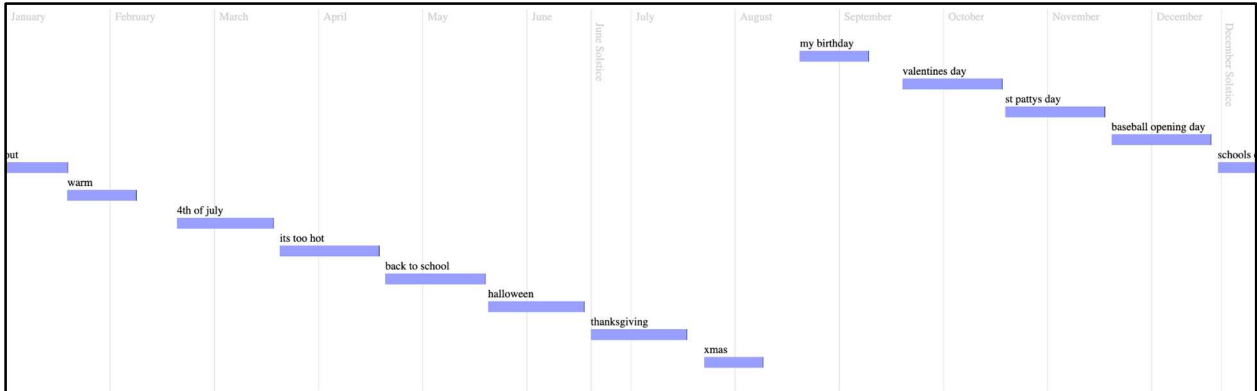 January February March April May June July August September October November December
June Solstice
December Solstice
my birthday
valentines day
st pattys day
baseball opening day
out
schools
warm
4th of july
its too hot
back to school
halloween
thanksgiving
xmas